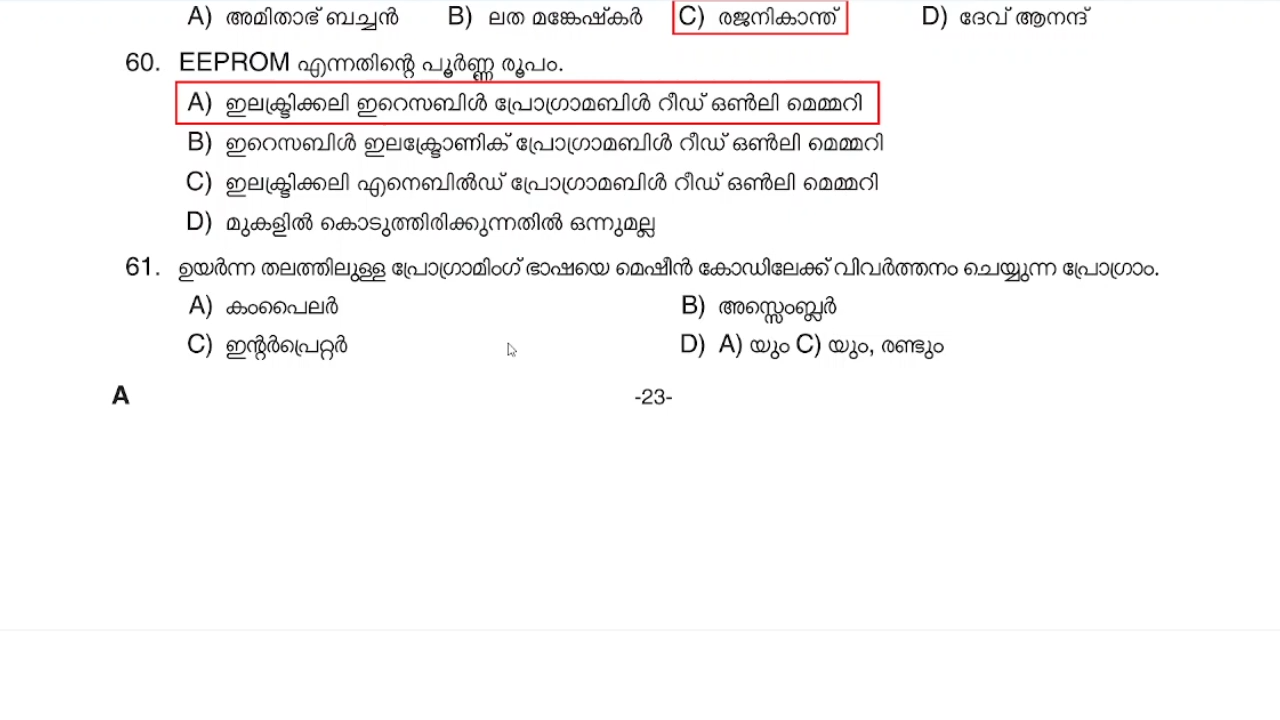 A) അമിതാഭ് ബച്ചൻ B) ലത മങ്കേഷ്കർ C) രജനികാന്ത് D) ദേവ് ആനന്ദ്
60. EEPROM എന്നതിന്റെ പൂർണ്ണ രൂപം.
A) ഇലക്ട്രിക്കലി ഇറെസബിൾ പ്രോഗ്രാമബിൾ റീഡ് ഒൺലി മെമ്മറി
B) ഇറെസബിൾ ഇലക്ട്രോണിക് പ്രോഗ്രാമബിൾ റീഡ് ഒൺലി മെമ്മറി
C) ഇലക്ട്രിക്കലി എനെബിൽഡ് പ്രോഗ്രാമബിൾ റീഡ് ഒൺലി മെമ്മറി
D) മുകളിൽ കൊടുത്തിരിക്കുന്നതിൽ ഒന്നുമല്ല
61. ഉയർന്ന തലത്തിലുള്ള പ്രോഗ്രാമിംഗ് ഭാഷയെ മെഷീൻ കോഡിലേക്ക് വിവർത്തനം ചെയ്യുന്ന പ്രോഗ്രാം.
A) കംപൈലർ B) അസ്സെംബ്ലർ
C) ഇന്റർപ്രെറ്റർ D) A) യും C) യും, രണ്ടും
A -23-